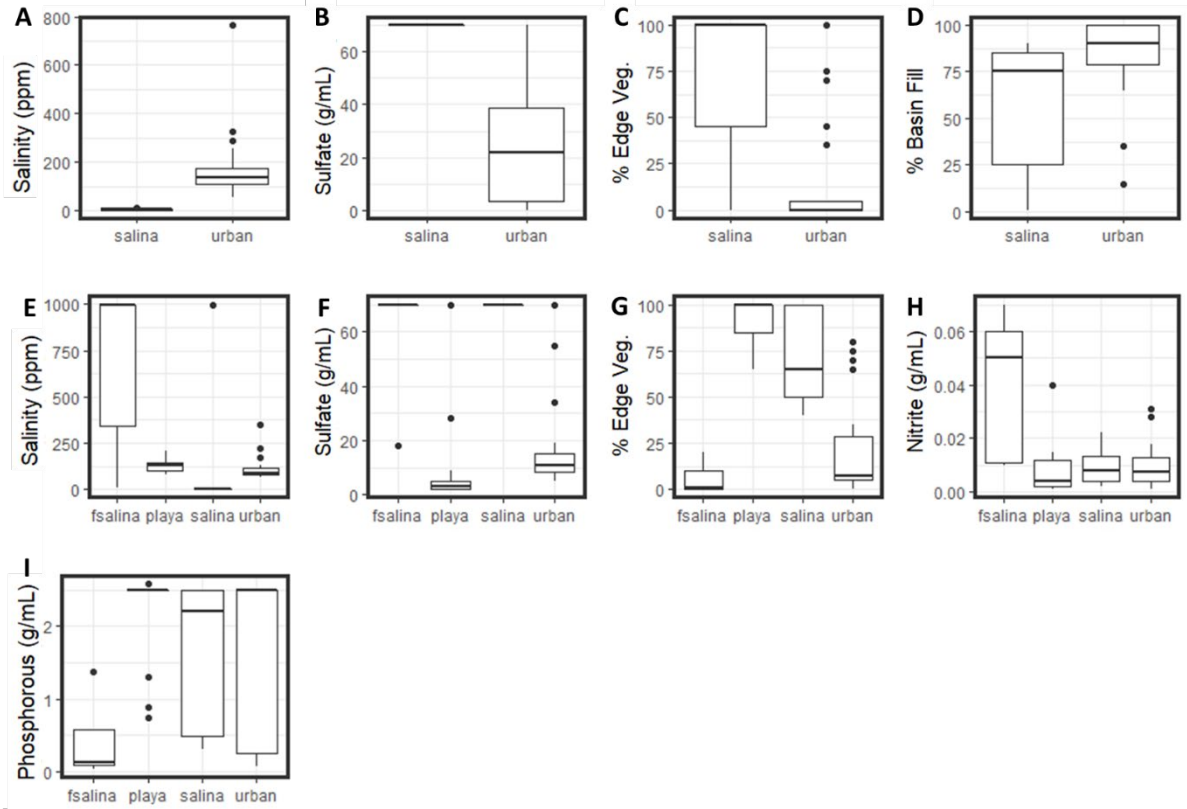 A
Salinity (ppm)
800
600
400
200
0
salina urban
B
Sulfate (g/mL)
60
40
20
0
salina urban
C
% Edge Veg.
100
75
50
25
0
salina urban
D
% Basin Fill
100
75
50
25
0
salina urban
E
Salinity (ppm)
1000
750
500
250
0
fsalina playa salina urban
F
Sulfate (g/mL)
60
40
20
0
fsalina playa salina urban
G
% Edge Veg.
100
75
50
25
0
fsalina playa salina urban
H
Nitrite (g/mL)
0.06
0.04
0.02
0.00
fsalina playa salina urban
I
Phosphorous (g/mL)
2
1
0
fsalina playa salina urban